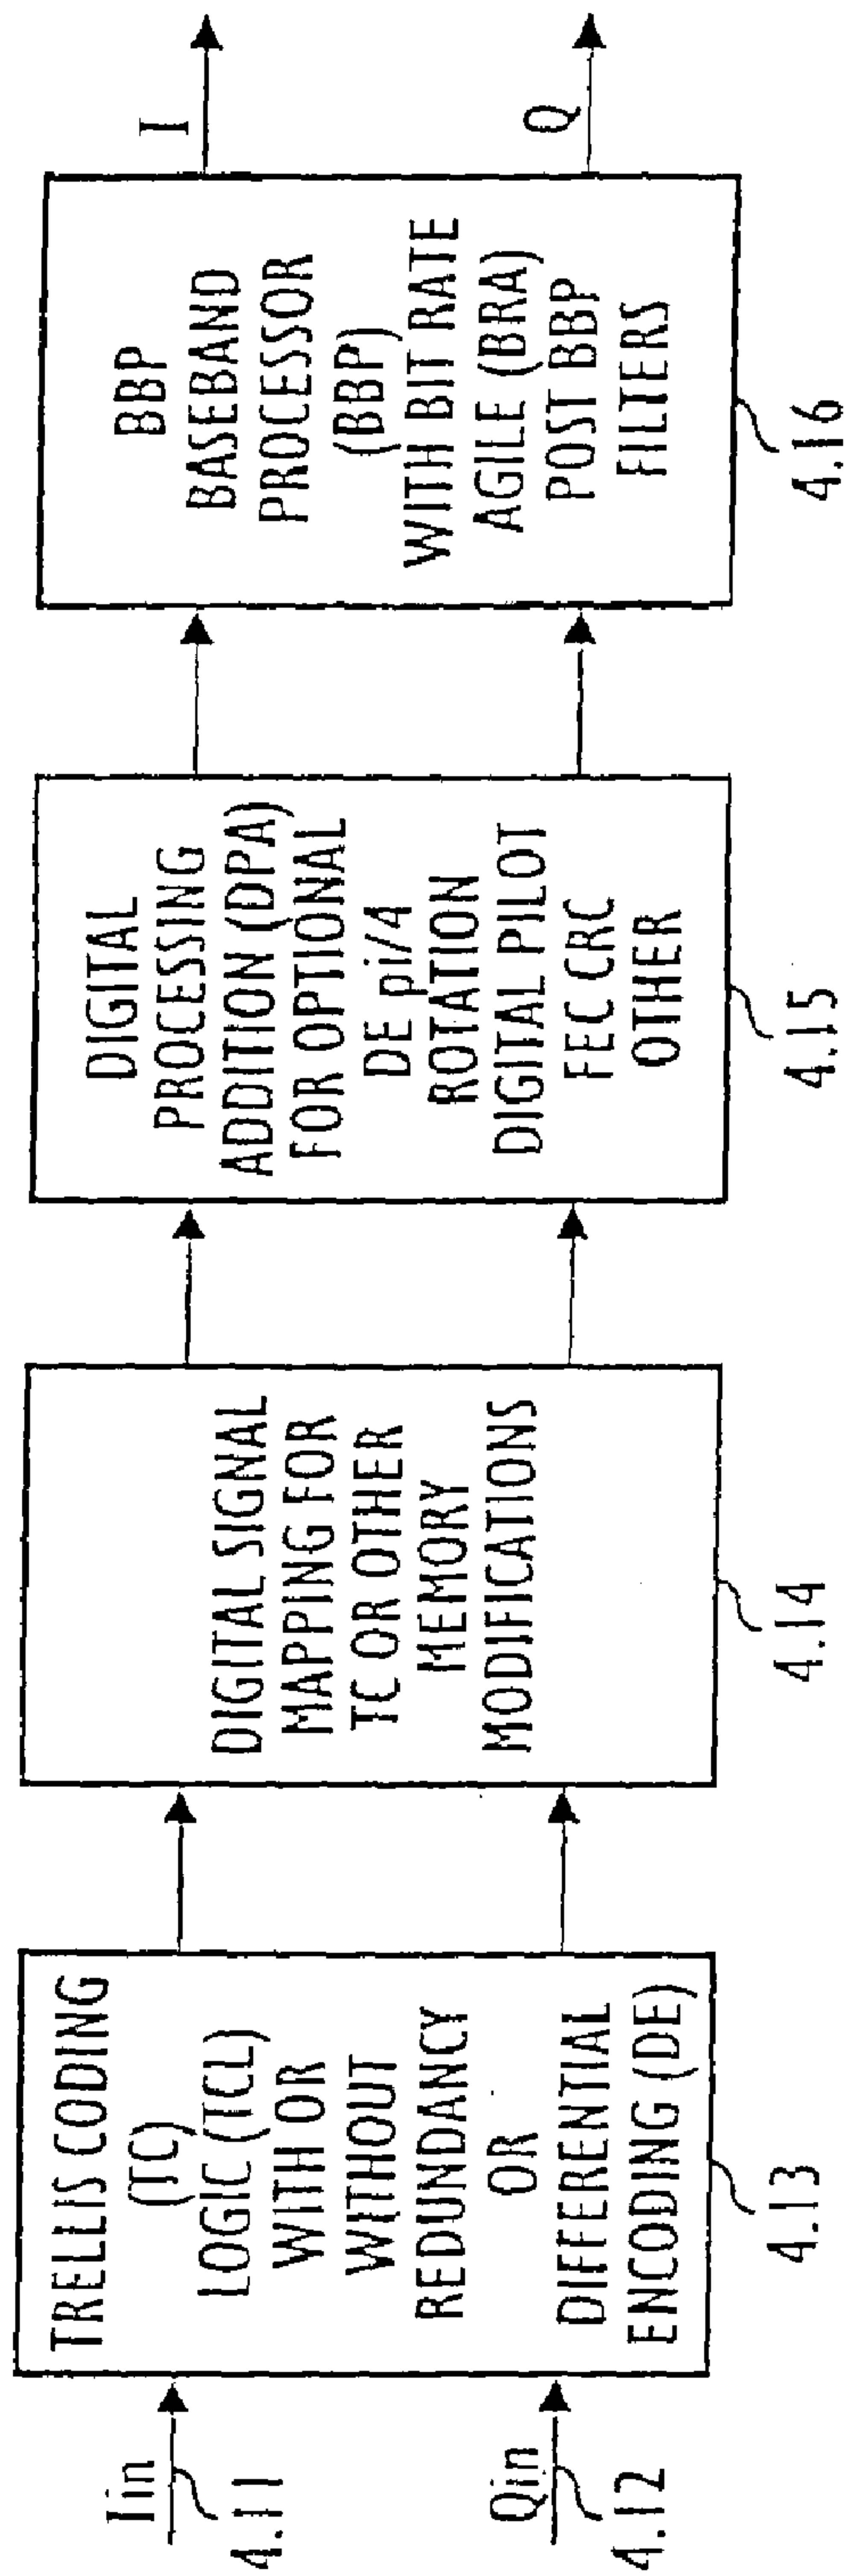 Iin
4.11
Qin
4.12
TRELLIS CODING
(TC)
LOGIC (TCL)
WITH OR
WITHOUT
REDUNDANCY
OR
DIFFERENTIAL
ENCODING (DE)
4.13
DIGITAL SIGNAL
MAPPING FOR
TC OR OTHER
MEMORY
MODIFICATIONS
4.14
DIGITAL
PROCESSING
ADDITION (DPA)
FOR OPTIONAL
DE pi/4
ROTATION
DIGITAL PILOT
FEC CRC
OTHER
4.15
BBP
BASEBAND
PROCESSOR
(BBP)
WITH BIT RATE
AGILE (BRA)
POST BBP
FILTERS
4.16
I
Q